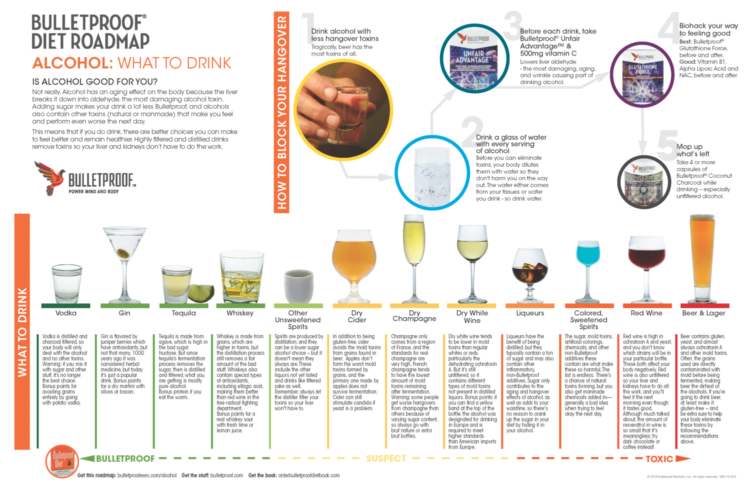 BULLETPROOF®
DIET ROADMAP
ALCOHOL: WHAT TO DRINK
IS ALCOHOL GOOD FOR YOU?
Not really. Alcohol has an aging effect on the body because the liver
breaks it down into aldehyde, the most damaging alcohol toxin.
Adding sugar makes your drink a lot less Bulletproof, and alcohols
also contain other toxins (natural or manmade) that make you feel
and perform even worse the next day.
This means that if you do drink, there are better choices you can make
to feel better and remain healthier. Highly filtered and distilled drinks
remove toxins so your liver and kidneys don't have to do the work.
BULLETPROOF™
POWER MIND AND BODY
HOW TO BLOCK YOUR HANGOVER
1
Drink alcohol with
less hangover toxins
Tragically, beer has the
most toxins of all.
2
Drink a glass of water
with every serving
of alcohol
Before you can eliminate
toxins, your body dilutes
them with water so they
don't harm you on the way
out. The water either comes
from your tissues or water
you drink - so drink water.
3
Before each drink, take
Bulletproof® Unfair
Advantage™ &
500mg vitamin C
Lowers liver aldehyde
- the most damaging, aging,
and wrinkle causing part of
drinking alcohol.
UNFAIR
ADVANTAGE
4
Biohack your way
to feeling good
Best: Bulletproof®
Glutathione Force,
before and after.
Good: Vitamin B1,
Alpha Lipoic Acid and
NAC, before and after.
GLUTATHIONE
FORCE
5
Mop up
what's left
Take 4 or more
capsules of
Bulletproof® Coconut
Charcoal while
drinking – especially
unfiltered alcohol.
WHAT TO DRINK
Vodka
Vodka is distilled and
charcoal filtered, so
your body will only
deal with the alcohol
and no other toxins.
Warning: if you mix it
with sugar and other
stuff, it's no longer
the best choice.
Bonus points for
avoiding grains
entirely by going
with potato vodka.
Gin
Gin is flavored by
juniper berries which
have antioxidants, but
not that many. 1000
years ago it was
considered herbal
medicine, but today,
it's just a popular
drink. Bonus points
for a dry martini with
olives or bacon.
Tequila
Tequila is made from
agave, which is high in
the bad sugar
fructose. But since
tequila's fermentation
process removes the
sugar, then is distilled
and filtered, what you
are getting is mostly
pure alcohol.
Bonus: protein if you
eat the worm.
Whiskey
Whiskey is made from
grains, which are
higher in toxins, but
the distillation process
still removes a fair
amount of the bad
stuff. Whiskeys also
contain special types
of antioxidants,
including ellagic acid,
making them better
than red wine in the
free radical fighting
department.
Bonus points for a
red whiskey sour
with fresh lime or
lemon juice.
Other
Unsweetened
Spirits
Spirits are produced by
distillation, and they
can be a lower sugar
alcohol choice – but it
doesn't mean they
always are. These
include the other
liquors not yet listed
and drinks like filtered
sake as well.
Remember: always let
the distiller filter your
toxins so your liver
won't have to.
Dry
Cider
In addition to being
gluten-free, cider
avoids the mold toxins
from grains found in
beer. Apples don't
form the worst mold
toxins formed by
grains, and the
primary one made by
apples does not
survive fermentation.
Cider can still
stimulate candida if
yeast is a problem.
Dry
Champagne
Champagne only
comes from a region
of France, and the
standards for real
champagne are
very high. French
champagne tends
to have the lowest
amount of mold
toxins remaining
after fermentation.
Warning: some people
get worse hangovers
from champagne than
others because of
varying sugar content,
so always go with
brut nature or extra
brut bottles.
Dry White
Wine
Dry white wine tends
to be lower in mold
toxins than regular
whites or reds,
particularly the
dehydrating ochratoxin
A. But it's still
unfiltered, so it
contains different
types of mold toxins
not present in distilled
liquors. Bonus points: if
you can find a yellow
band at the top of the
bottle, the alcohol was
designated for drinking
in Europe and is
required to meet
higher standards
than American imports
from Europe.
Liqueurs
Liqueurs have the
benefit of being
distilled, but they
typically contain a ton
of sugar and may also
contain other
inflammatory,
non-Bulletproof
additives. Sugar only
contributes to the
aging and hangover
effects of alcohol, as
well as adds to your
waistline, so there's
no reason to crank
up the sugar in your
diet by hiding it in
your alcohol.
Colored,
Sweetened
Spirits
The sugar, mold toxins,
artificial colorings,
chemicals, and other
non-Bulletproof
additives these
contain are what make
these so harmful. The
list is endless. There's
a chance of natural
toxins forming, but you
also get manmade
chemicals added in—
generally a bad idea
when trying to feel
okay the next day.
Red Wine
Red wine is high in
ochratoxin A and yeast,
and you don't know
which strains will be in
your particular bottle.
These both affect your
body negatively. Red
wine is also unfiltered
so your liver and
kidneys have to do all
the work, and you'll
feel it the next
morning even though
it tastes good.
Although much talked
about, the amount of
resveratrol in wine is
so small that it's
meaningless; try
dark chocolate or
coffee instead!
Beer & Lager
Beer contains gluten,
yeast, and almost
always ochratoxin A
and other mold toxins.
Often, the grains
used are directly
contaminated with
mold before being
fermented, making
beer the dirtiest of
the alcohols. If you're
going to drink beer,
at least make it
gluten-free – and
be extra sure to help
your body eliminate
these toxins by
following the
recommendations
above.
BULLETPROOF
SUSPECT
TOXIC
Get this roadmap: bulletproofexec.com/alcohol Get the stuff: bulletproof.com Get the book: orderbulletproofdietbook.com